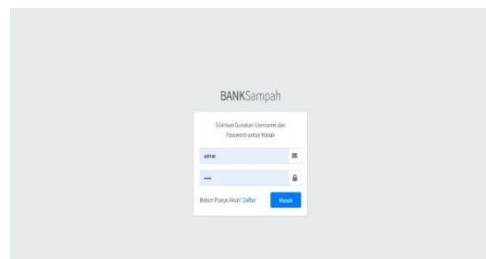 BANKSampah
Silahkan Gunakan Username dan
Password untuk Masuk
admin
Belum Punya Akun? Daftar
Masuk